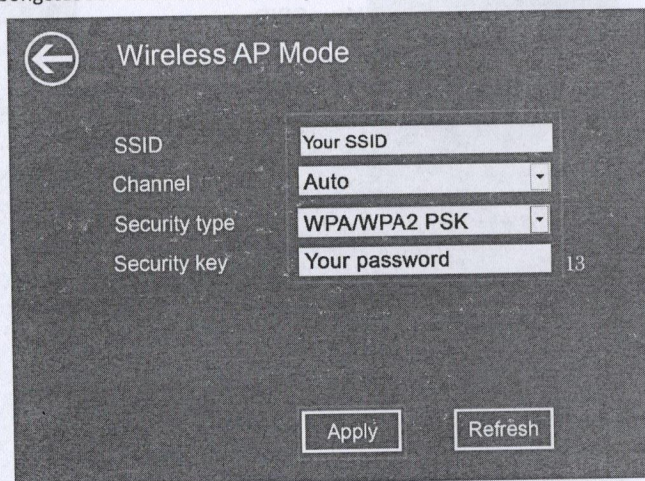 Wireless AP Mode
SSID Your SSID
Channel Auto
Security type WPA/WPA2 PSK
Security key Your password 13
Apply Refresh